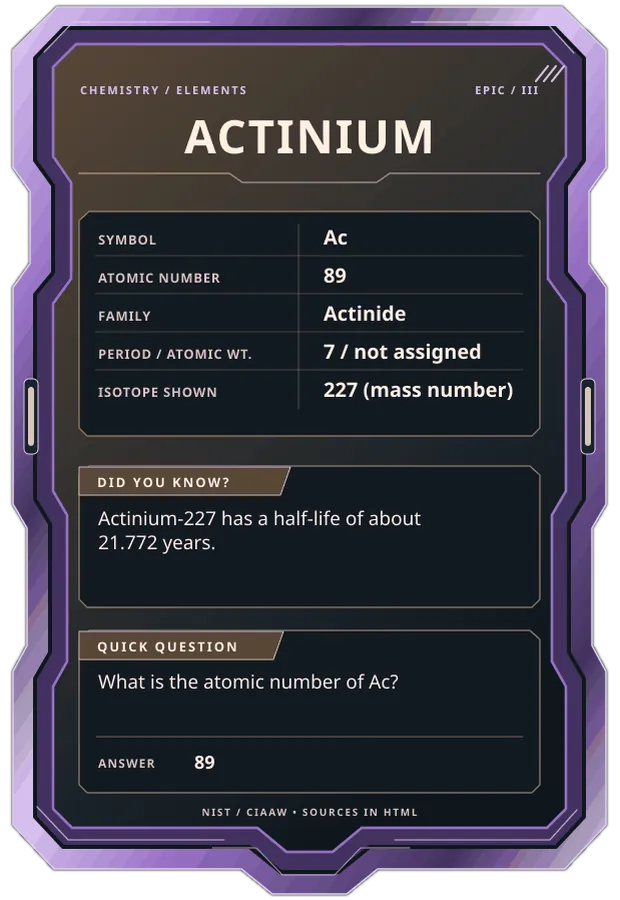 CHEMISTRY / ELEMENTS
EPIC / III
ACTINIUM
SYMBOL Ac
ATOMIC NUMBER 89
FAMILY Actinide
PERIOD / ATOMIC WT. 7 / not assigned
ISOTOPE SHOWN 227 (mass number)
DID YOU KNOW?
Actinium-227 has a half-life of about
21.772 years.
QUICK QUESTION
What is the atomic number of Ac?
ANSWER 89
NIST / CIAAW • SOURCES IN HTML